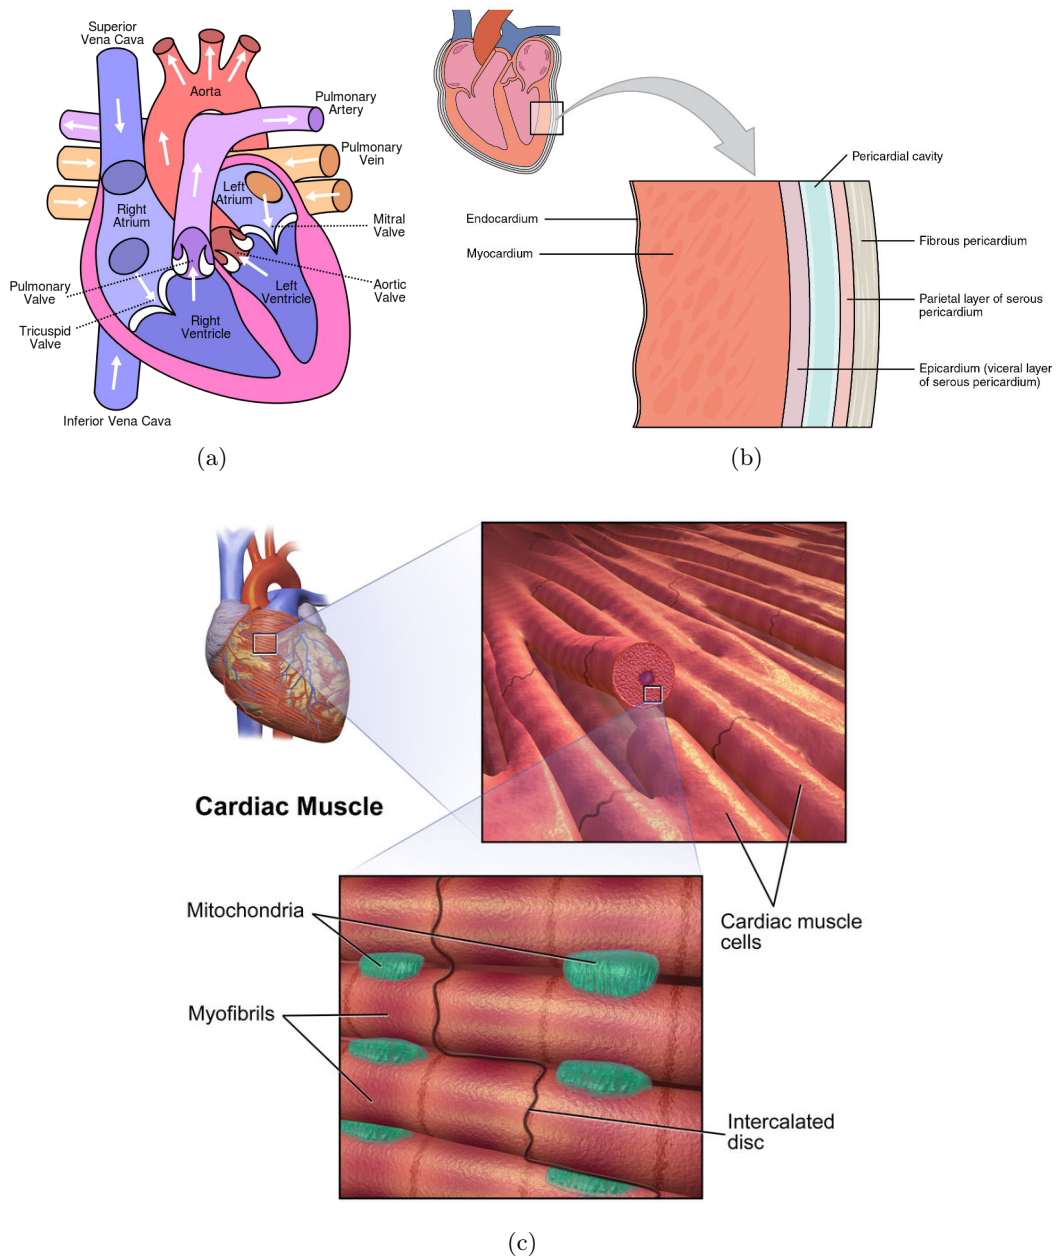 Superior
Vena Cava
Aorta
Pulmonary
Artery
Pulmonary
Vein
Left
Atrium
Right
Atrium
Mitral
Valve
Pulmonary
Valve
Aortic
Valve
Left
Ventricle
Tricuspid
Valve
Right
Ventricle
Inferior Vena Cava
(a)
Pericardial cavity
Endocardium
Myocardium
Fibrous pericardium
Parietal layer of serous
pericardium
Epicardium (viceral layer
of serous pericardium)
(b)
Cardiac Muscle
Cardiac muscle
cells
Mitochondria
Myofibrils
Intercalated
disc
(c)